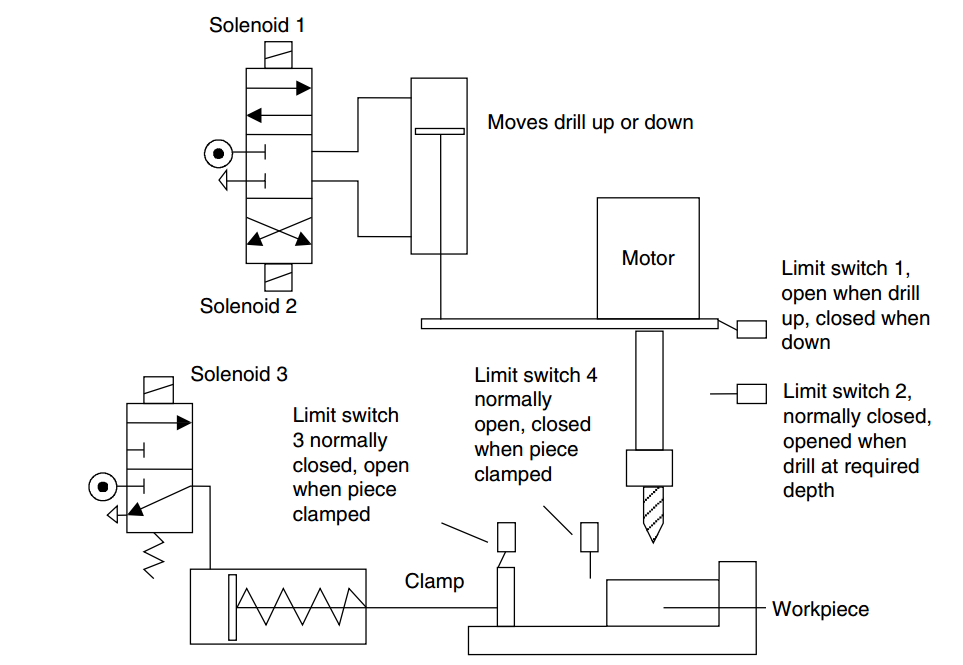 Solenoid 1
Moves drill up or down
Motor
Limit switch 1,
open when drill
up, closed when
down
Solenoid 2
Solenoid 3
Limit switch
3 normally
closed, open
when piece
clamped
Limit switch 4
normally
open, closed
when piece
clamped
Limit switch 2,
normally closed,
opened when
drill at required
depth
Clamp
Workpiece